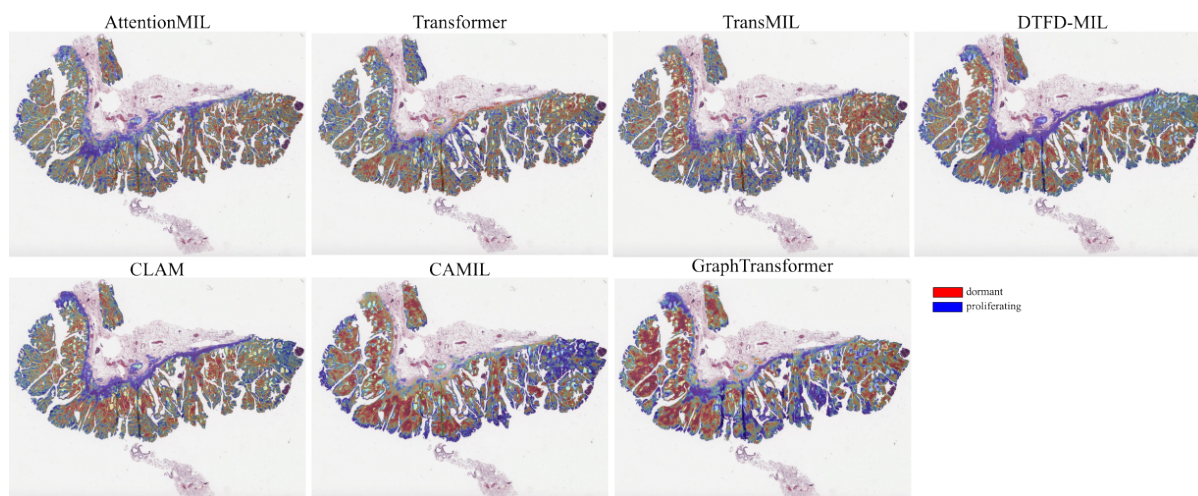 AttentionMIL
Transformer
TransMIL
DTFD-MIL
CLAM
CAMIL
GraphTransformer
dormant
proliferating